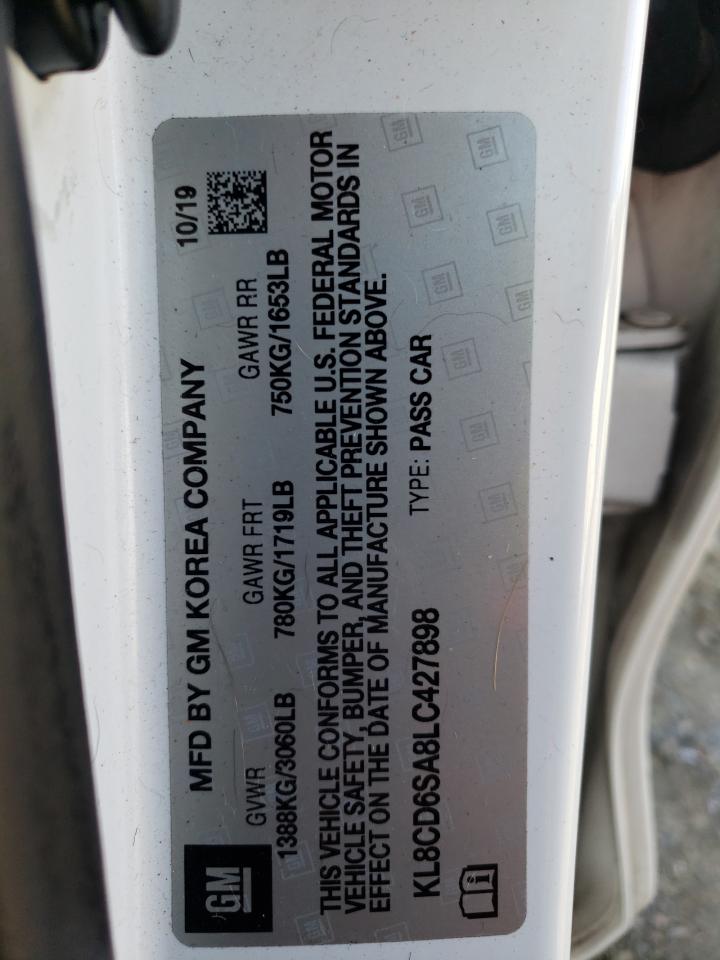 GM
MFD BY GM KOREA COMPANY 10/19
GVWR GAWR FRT GAWR RR
1388KG/3060LB 780KG/1719LB 750KG/1653LB
THIS VEHICLE CONFORMS TO ALL APPLICABLE U.S. FEDERAL MOTOR
VEHICLE SAFETY, BUMPER, AND THEFT PREVENTION STANDARDS IN
EFFECT ON THE DATE OF MANUFACTURE SHOWN ABOVE.
KL8CD6SA8LC427898 TYPE: PASS CAR